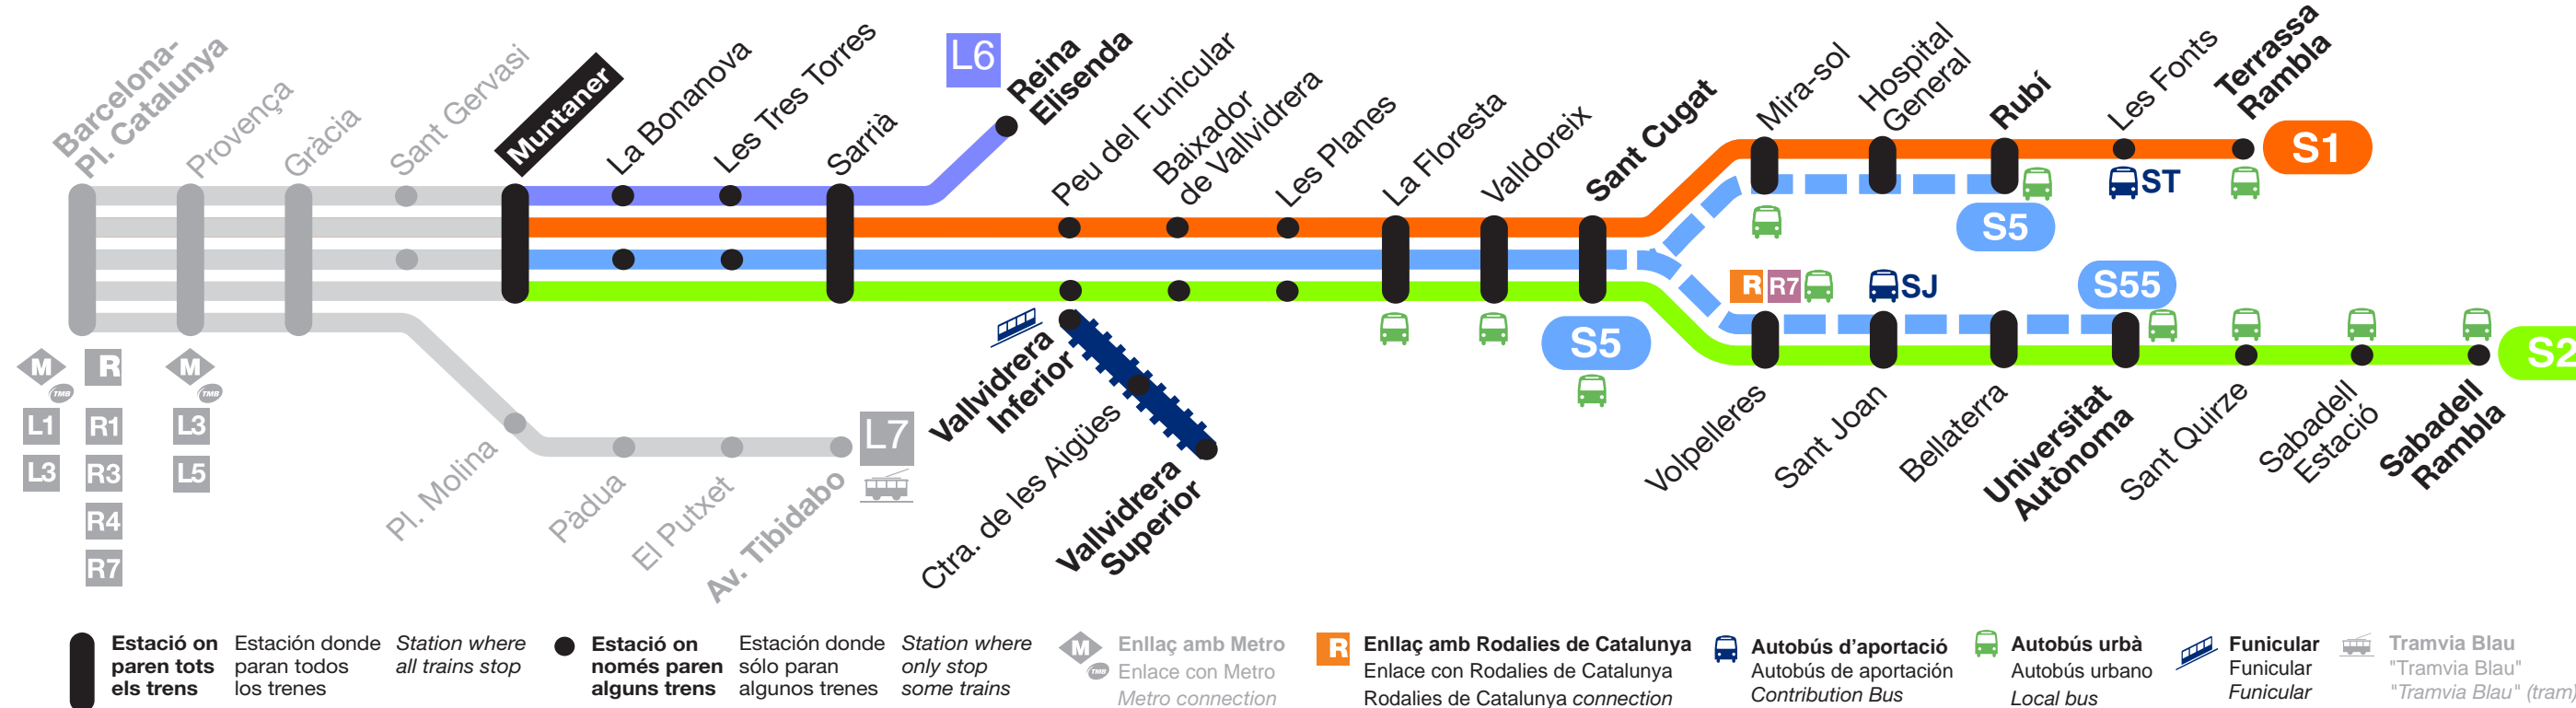 Barcelona-
Pl. Catalunya
Provença
Gràcia
Sant Gervasi
Muntaner
La Bonanova
Les Tres Torres
Sarrià
L6
Reina
Elisenda
Peu del Funicular
Baixador
de Vallvidrera
Les Planes
La Floresta
Valldoreix
Sant Cugat
Mira-sol
Hospital
General
Rubí
Les Fonts
Terrassa
Rambla
S1
ST
S5
S5
R R7
SJ
S55
S2
M
TMB
L1
L3
R
R1
R3
R4
R7
M
TMB
L3
L5
Pl. Molina
Pàdua
El Putxet
Av. Tibidabo
L7
Vallvidrera
Inferior
Ctra. de les Aigües
Vallvidrera
Superior
Volpelleres
Sant Joan
Bellaterra
Universitat
Autònoma
Sant Quirze
Sabadell
Estació
Sabadell
Rambla
Estació on
paren tots
els trens
Estación donde
paran todos
los trenes
Station where
all trains stop
Estació on
només paren
alguns trens
Estación donde
sólo paran
algunos trenes
Station where
only stop
some trains
M
TMB
Enllaç amb Metro
Enlace con Metro
Metro connection
R
Enllaç amb Rodalies de Catalunya
Enlace con Rodalies de Catalunya
Rodalies de Catalunya connection
Autobús d'aportació
Autobús de aportación
Contribution Bus
Autobús urbà
Autobús urbano
Local bus
Funicular
Funicular
Funicular
Tramvia Blau
"Tramvia Blau"
"Tramvia Blau" (tram)